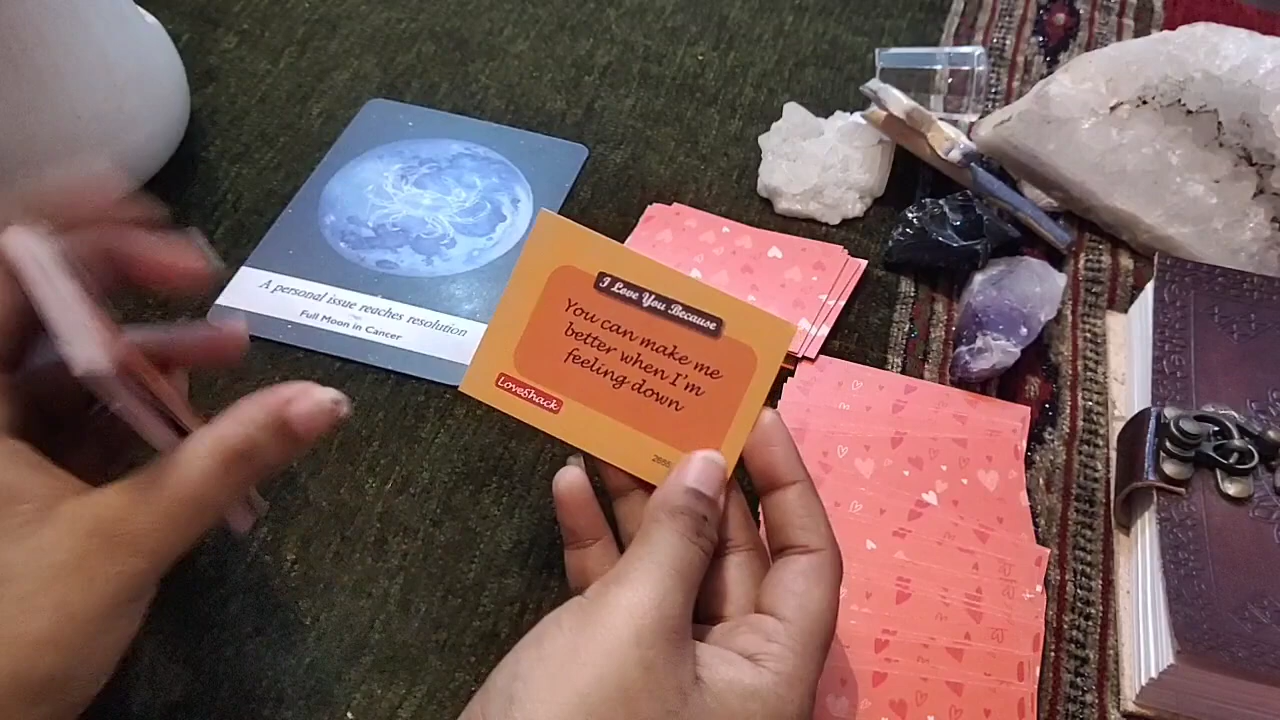 A personal issue reaches resolution
Full Moon in Cancer
I Love You Because
You can make me
better when I'm
feeling down
LoveShack